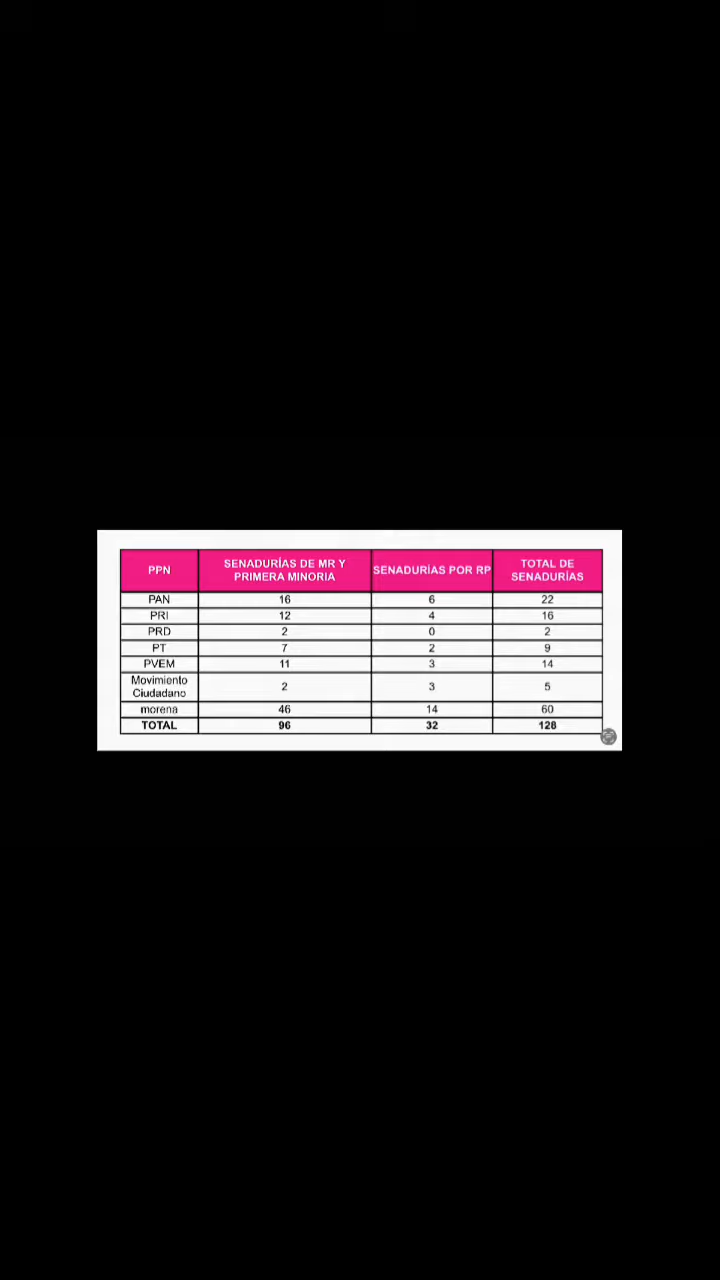 PPN SENADURÍAS DE MR Y PRIMERA MINORIA SENADURÍAS POR RP TOTAL DE SENADURÍAS
PAN 16 6 22
PRI 12 4 16
PRD 2 0 2
PT 7 2 9
PVEM 11 3 14
Movimiento Ciudadano 2 3 5
morena 46 14 60
TOTAL 96 32 128